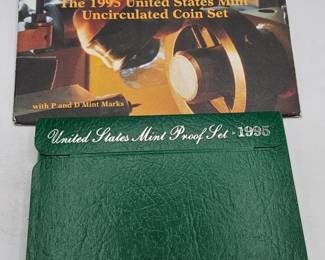 The 1995 United States Mint
Uncirculated Coin Set
with P and D Mint Marks
United States Mint Proof Set - 1995